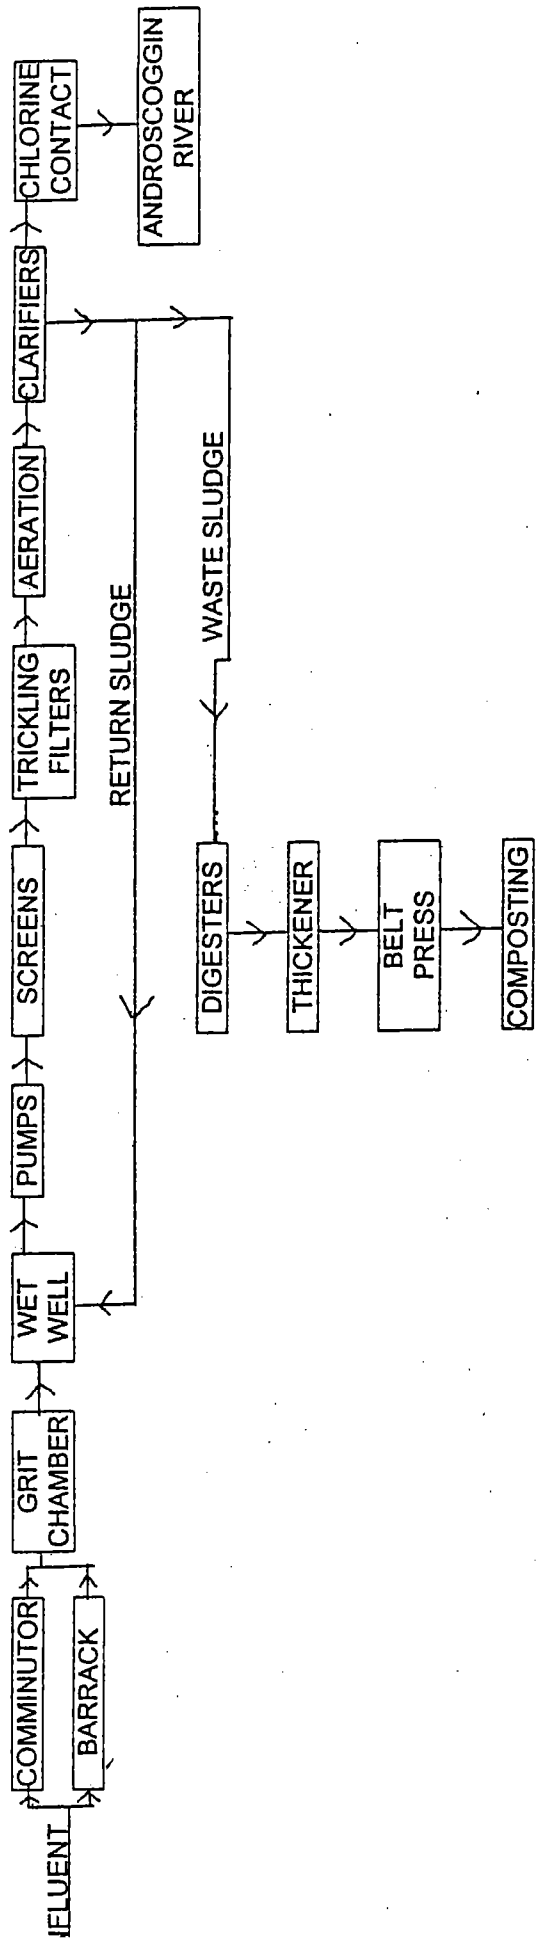 IFLUENT
COMMINUTOR
BARRACK
GRIT
CHAMBER
WET
WELL
PUMPS
SCREENS
TRICKLING
FILTERS
AERATION
CLARIFIERS
CHLORINE
CONTACT
ANDROSCOGGIN
RIVER
RETURN SLUDGE
WASTE SLUDGE
DIGESTERS
THICKENER
BELT
PRESS
COMPOSTING